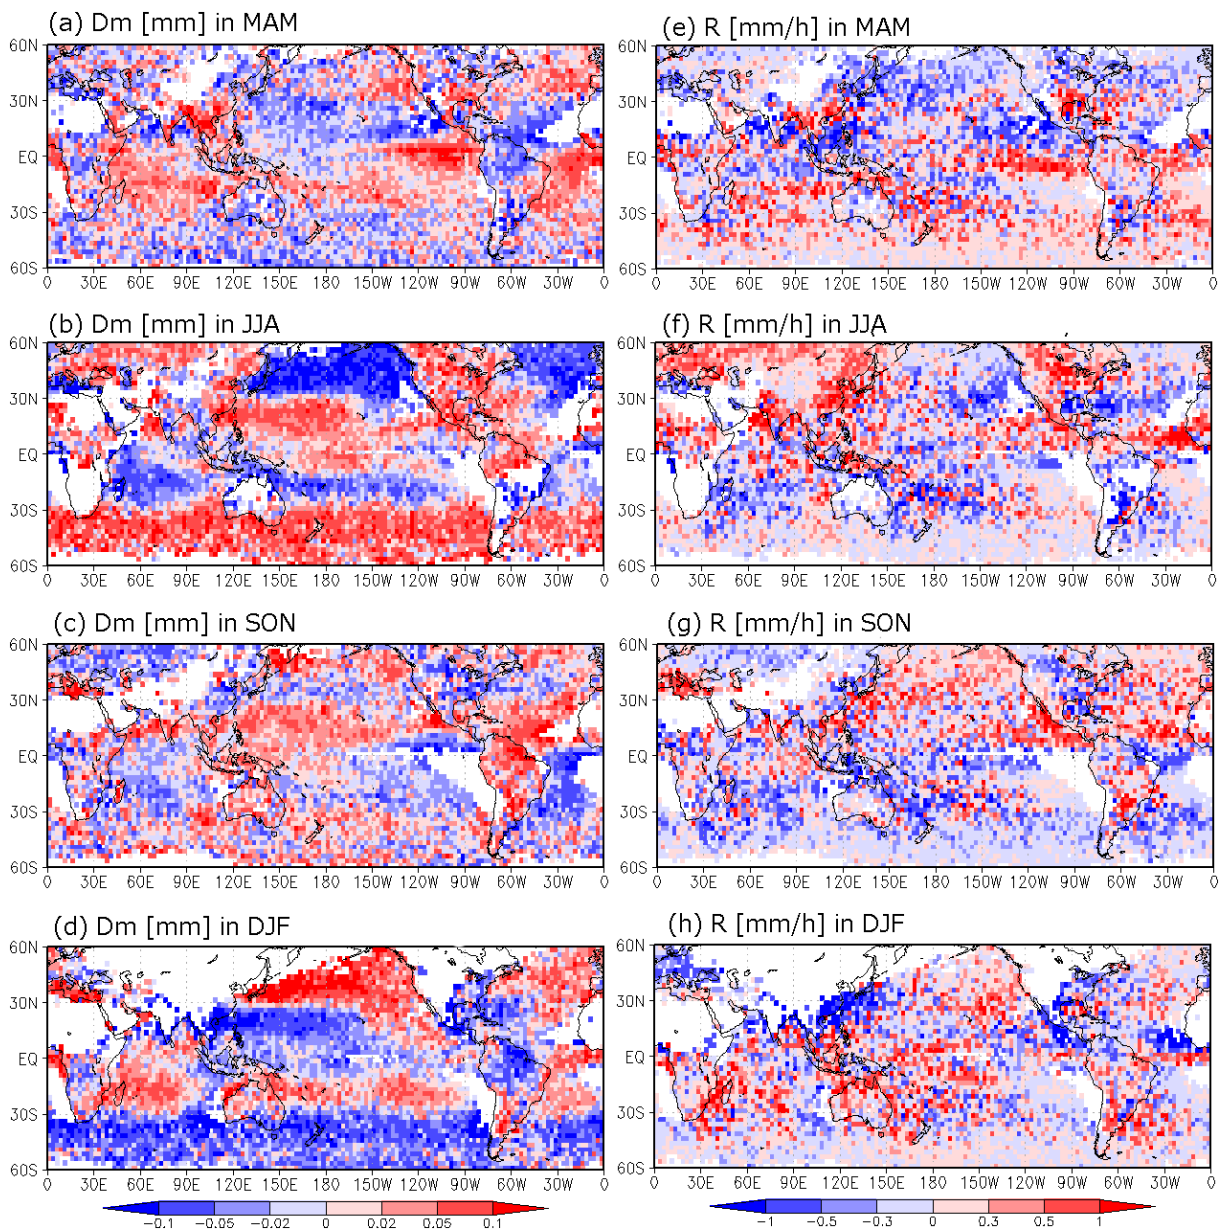 (a) Dm [mm] in MAM
60N
30N
EQ
30S
60S
0 30E 60E 90E 120E 150E 180 150W 120W 90W 60W 30W 0
(e) R [mm/h] in MAM
60N
30N
EQ
30S
60S
0 30E 60E 90E 120E 150E 180 150W 120W 90W 60W 30W 0
(b) Dm [mm] in JJA
60N
30N
EQ
30S
60S
0 30E 60E 90E 120E 150E 180 150W 120W 90W 60W 30W 0
(f) R [mm/h] in JJA
60N
30N
EQ
30S
60S
0 30E 60E 90E 120E 150E 180 150W 120W 90W 60W 30W 0
(c) Dm [mm] in SON
60N
30N
EQ
30S
60S
0 30E 60E 90E 120E 150E 180 150W 120W 90W 60W 30W 0
(g) R [mm/h] in SON
60N
30N
EQ
30S
60S
0 30E 60E 90E 120E 150E 180 150W 120W 90W 60W 30W 0
(d) Dm [mm] in DJF
60N
30N
EQ
30S
60S
0 30E 60E 90E 120E 150E 180 150W 120W 90W 60W 30W 0
−0.1 −0.05 −0.02 0 0.02 0.05 0.1
(h) R [mm/h] in DJF
60N
30N
EQ
30S
60S
0 30E 60E 90E 120E 150E 180 150W 120W 90W 60W 30W 0
−1 −0.5 −0.3 0 0.3 0.5 1